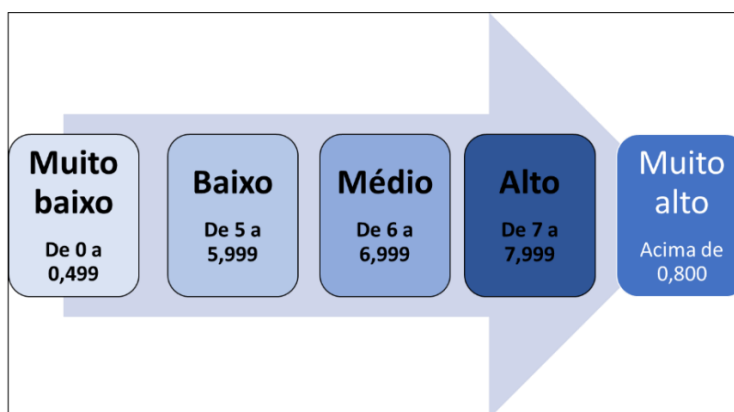 Muito
baixo
De 0 a
0,499
Baixo
De 5 a
5,999
Médio
De 6 a
6,999
Alto
De 7 a
7,999
Muito
alto
Acima de
0,800